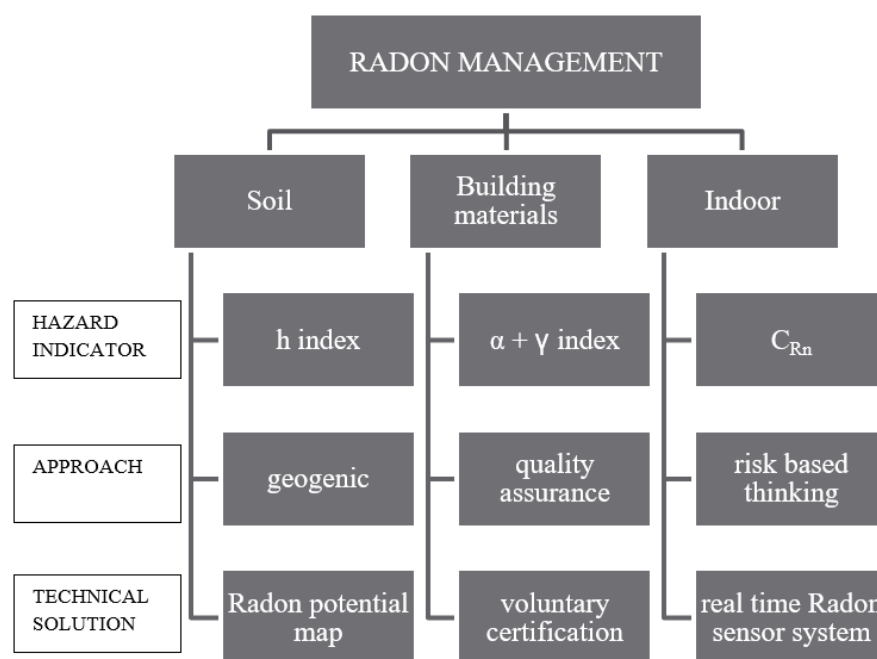 RADON MANAGEMENT
Soil
Building
materials
Indoor
HAZARD
INDICATOR
h index
α + γ index
C_Rn
APPROACH
geogenic
quality
assurance
risk based
thinking
TECHNICAL
SOLUTION
Radon potential
map
voluntary
certification
real time Radon
sensor system